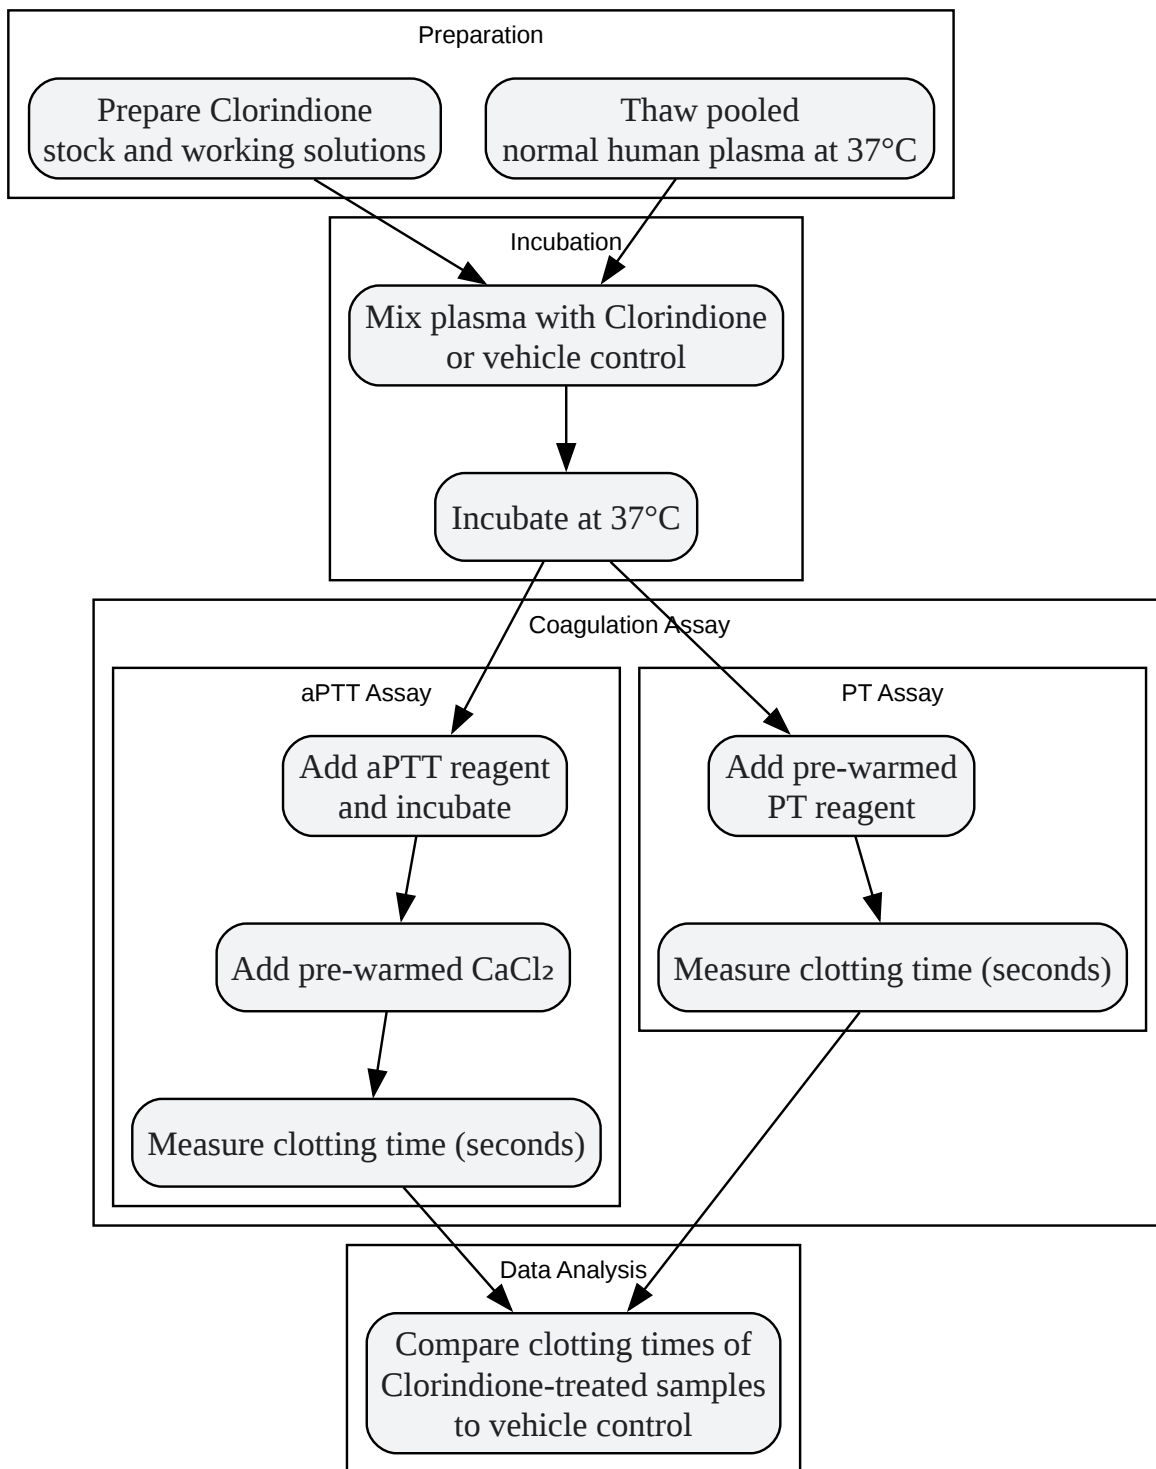 Preparation
Prepare Clorindione
stock and working solutions
Thaw pooled
normal human plasma at 37°C
Incubation
Mix plasma with Clorindione
or vehicle control
Incubate at 37°C
Coagulation Assay
aPTT Assay
Add aPTT reagent
and incubate
Add pre-warmed CaCl₂
Measure clotting time (seconds)
PT Assay
Add pre-warmed
PT reagent
Measure clotting time (seconds)
Data Analysis
Compare clotting times of
Clorindione-treated samples
to vehicle control